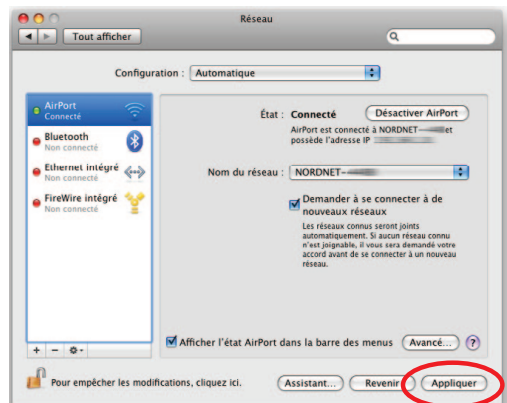 Réseau
Tout afficher
Configuration : Automatique
AirPort
Connecté
Bluetooth
Non connecté
Ethernet intégré
Non connecté
FireWire intégré
Non connecté
État : Connecté
Désactiver AirPort
AirPort est connecté à NORDNET- et
possède l'adresse IP
Nom du réseau : NORDNET-
Demander à se connecter à de
nouveaux réseaux
Les réseaux connus seront joints
automatiquement. Si aucun réseau connu
n'est joignable, il vous sera demandé votre
accord avant de se connecter à un nouveau
réseau.
Afficher l'état AirPort dans la barre des menus
Avancé...
?
Pour empêcher les modifications, cliquez ici.
Assistant...
Revenir
Appliquer